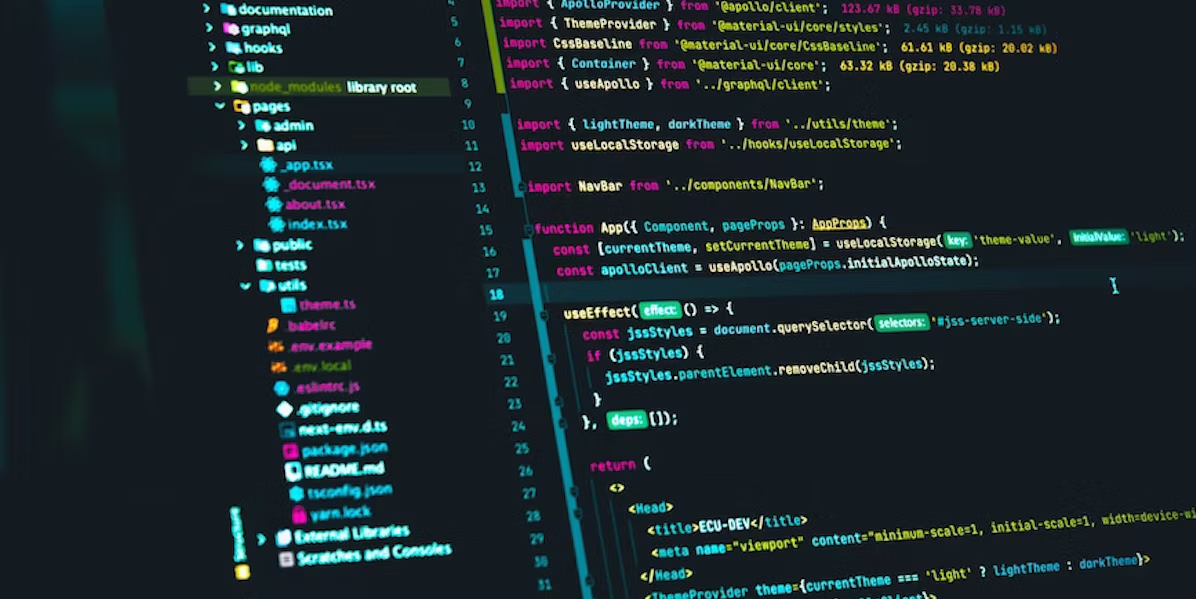 documentation
graphql
hooks
lib
node_modules library root
pages
admin
api
_app.tsx
_document.tsx
about.tsx
index.tsx
public
tests
utils
theme.ts
.babelrc
.env.example
.env.local
.eslintrc.js
.gitignore
next-env.d.ts
package.json
README.md
tsconfig.json
yarn.lock
External Libraries
Scratches and Consoles
Structure
4 import { ApolloProvider } from '@apollo/client'; 123.67 kB (gzip: 33.78 kB)
5 import { ThemeProvider } from '@material-ui/core/styles'; 2.45 kB (gzip: 1.15 kB)
6 import CssBaseline from '@material-ui/core/CssBaseline'; 61.61 kB (gzip: 20.02 kB)
7 import { Container } from '@material-ui/core'; 63.32 kB (gzip: 20.38 kB)
8 import { useApollo } from '../graphql/client';
9
10 import { lightTheme, darkTheme } from '../utils/theme';
11 import useLocalStorage from '../hooks/useLocalStorage';
12
13 import NavBar from '../components/NavBar';
14
15 function App({ Component, pageProps }: AppProps) {
16 const [currentTheme, setCurrentTheme] = useLocalStorage( key: 'theme-value', initialValue: 'light');
17 const apolloClient = useApollo(pageProps.initialApolloState);
18
19 useEffect( effect: () => {
20 const jssStyles = document.querySelector( selectors: '#jss-server-side');
21 if (jssStyles) {
22 jssStyles.parentElement.removeChild(jssStyles);
23 }
24 }, deps: []);
25
26 return (
27 <>
28 <Head>
29 <title>ECU-DEV</title>
30 <meta name="viewport" content="minimum-scale=1, initial-scale=1, width=device-wi
31 </Head>
<ThemeProvider theme={currentTheme === 'light' ? lightTheme : darkTheme}>